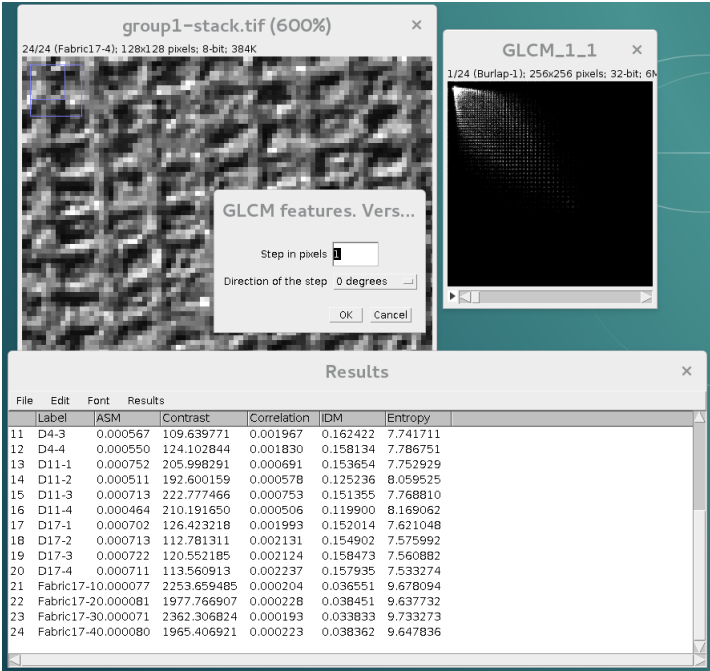 group1-stack.tif (600%)
24/24 (Fabric17-4); 128x128 pixels; 8-bit; 384K
GLCM_1_1
1/24 (Burlap-1); 256x256 pixels; 32-bit; 6M
GLCM features. Vers...
Step in pixels 1
Direction of the step 0 degrees
OK Cancel
Results
File Edit Font Results
Label ASM Contrast Correlation IDM Entropy
11 D4-3 0.000567 109.639771 0.001967 0.162422 7.741711
12 D4-4 0.000550 124.102844 0.001830 0.158134 7.786751
13 D11-1 0.000752 205.998291 0.000691 0.153654 7.752929
14 D11-2 0.000511 192.600159 0.000578 0.125236 8.059525
15 D11-3 0.000713 222.777466 0.000753 0.151355 7.768810
16 D11-4 0.000464 210.191650 0.000506 0.119900 8.169062
17 D17-1 0.000702 126.423218 0.001993 0.152014 7.621048
18 D17-2 0.000713 112.781311 0.002131 0.154902 7.575992
19 D17-3 0.000722 120.552185 0.002124 0.158473 7.560882
20 D17-4 0.000711 113.560913 0.002237 0.157935 7.533274
21 Fabric17-10.000077 2253.659485 0.000204 0.036551 9.678094
22 Fabric17-20.000081 1977.766907 0.000228 0.038451 9.637732
23 Fabric17-30.000071 2362.306824 0.000193 0.033833 9.733273
24 Fabric17-40.000080 1965.406921 0.000223 0.038362 9.647836